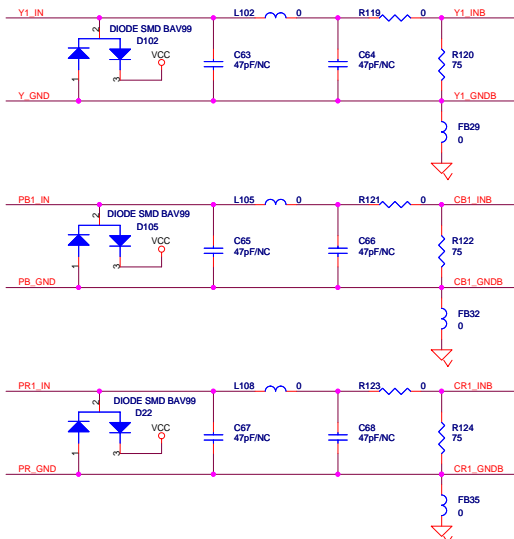 Y1_IN L102 0 R119 0 Y1_INB
2 DIODE SMD BAV99
D102
VCC
C63
47pF/NC
C64
47pF/NC
R120
75
1 3
Y_GND Y1_GNDB
FB29
0
PB1_IN L105 0 R121 0 CB1_INB
2 DIODE SMD BAV99
D105
VCC
C65
47pF/NC
C66
47pF/NC
R122
75
1 3
PB_GND CB1_GNDB
FB32
0
PR1_IN L108 0 R123 0 CR1_INB
2 DIODE SMD BAV99
D22
VCC
C67
47pF/NC
C68
47pF/NC
R124
75
1 3
PR_GND CR1_GNDB
FB35
0